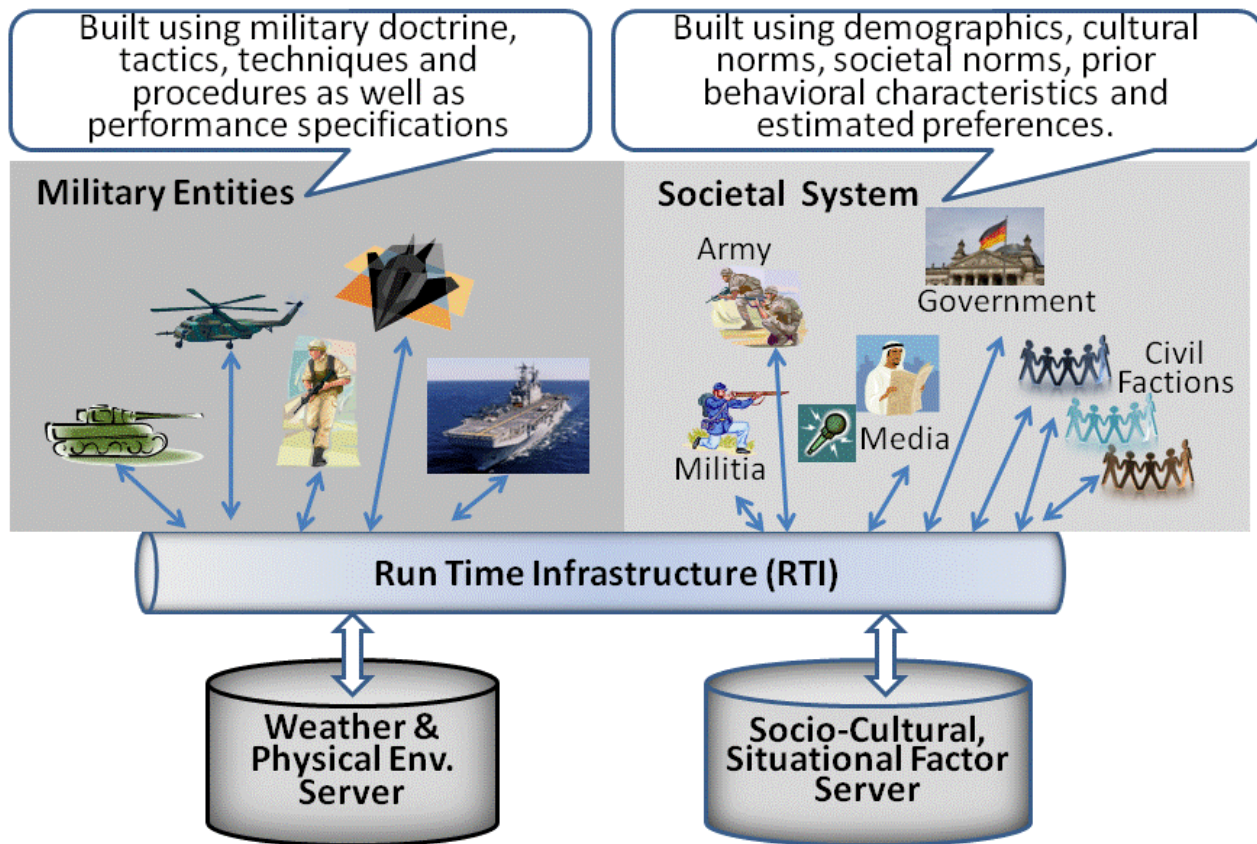 Built using military doctrine,
tactics, techniques and
procedures as well as
performance specifications
Built using demographics, cultural
norms, societal norms, prior
behavioral characteristics and
estimated preferences.
Military Entities
Societal System
Army
Government
Civil
Factions
Militia
Media
Run Time Infrastructure (RTI)
Weather &
Physical Env.
Server
Socio-Cultural,
Situational Factor
Server